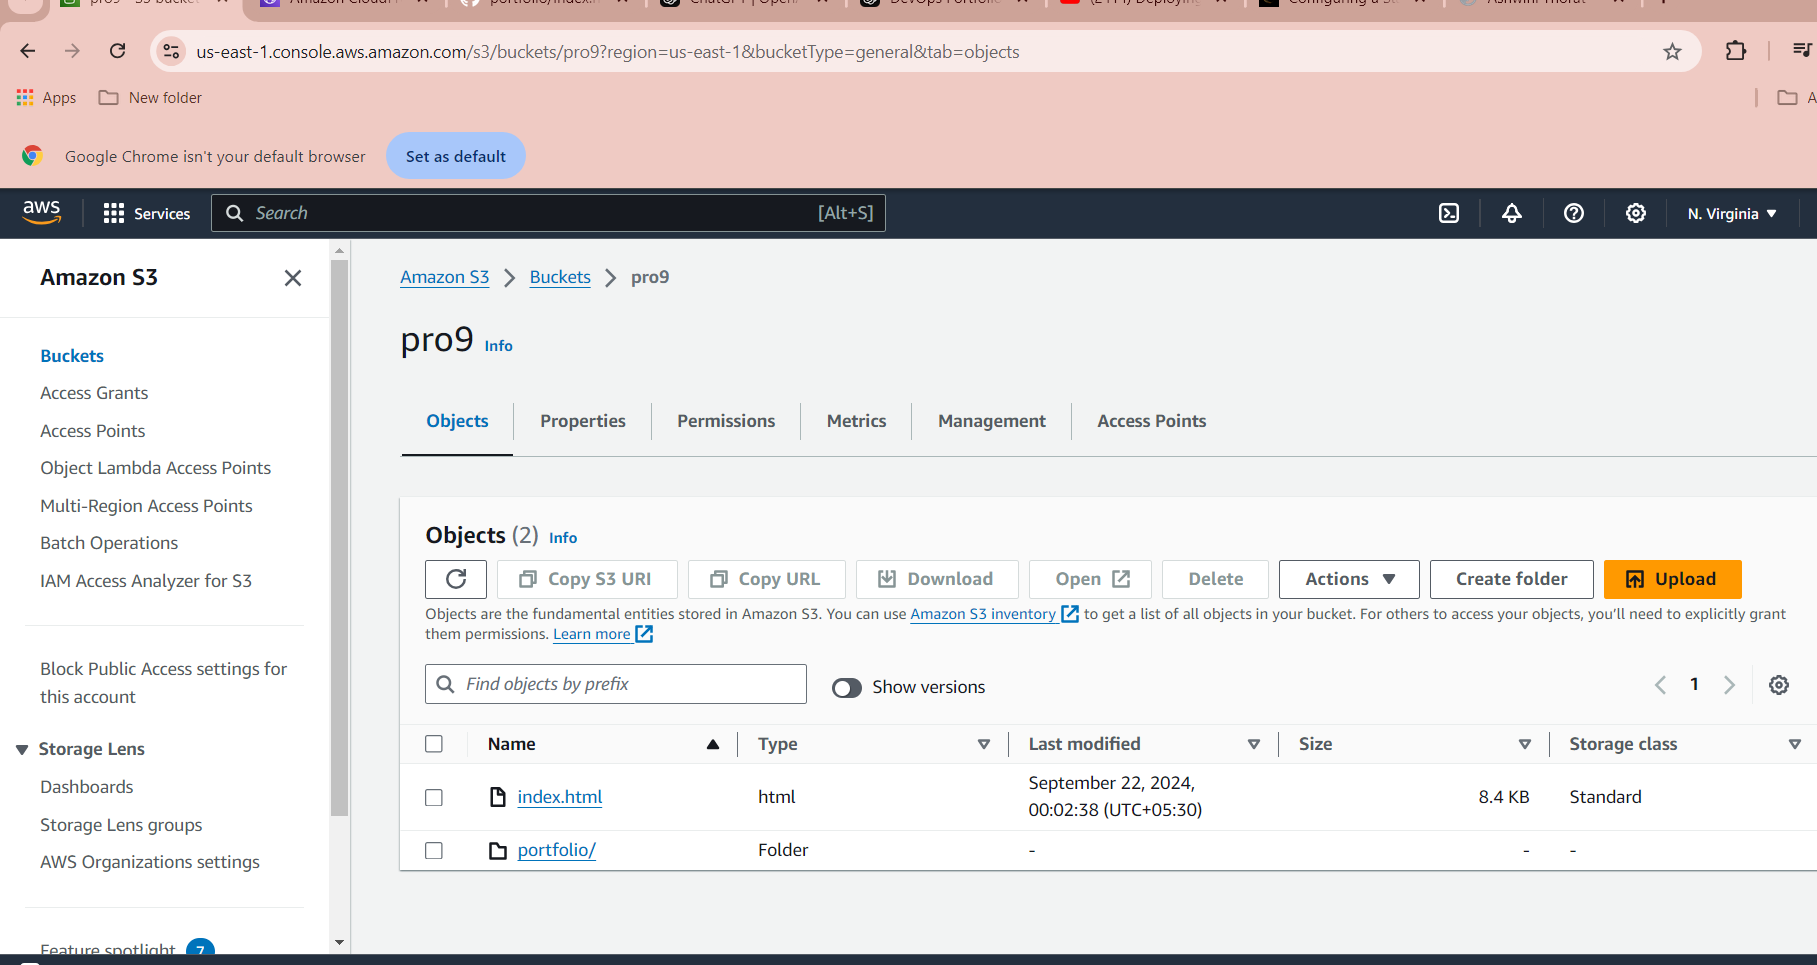 us-east-1.console.aws.amazon.com/s3/buckets/pro9?region=us-east-1&bucketType=general&tab=objects
Apps
New folder
Google Chrome isn't your default browser
Set as default
aws
Services
Search
[Alt+S]
N. Virginia
Amazon S3
Buckets
Access Grants
Access Points
Object Lambda Access Points
Multi-Region Access Points
Batch Operations
IAM Access Analyzer for S3
Block Public Access settings for
this account
Storage Lens
Dashboards
Storage Lens groups
AWS Organizations settings
Feature spotlight 7
Amazon S3 > Buckets > pro9
pro9 Info
Objects
Properties
Permissions
Metrics
Management
Access Points
Objects (2) Info
Copy S3 URI
Copy URL
Download
Open
Delete
Actions
Create folder
Upload
Objects are the fundamental entities stored in Amazon S3. You can use Amazon S3 inventory to get a list of all objects in your bucket. For others to access your objects, you'll need to explicitly grant
them permissions. Learn more
Find objects by prefix
Show versions
1
Name
Type
Last modified
Size
Storage class
index.html
html
September 22, 2024,
00:02:38 (UTC+05:30)
8.4 KB
Standard
portfolio/
Folder
-
-
-